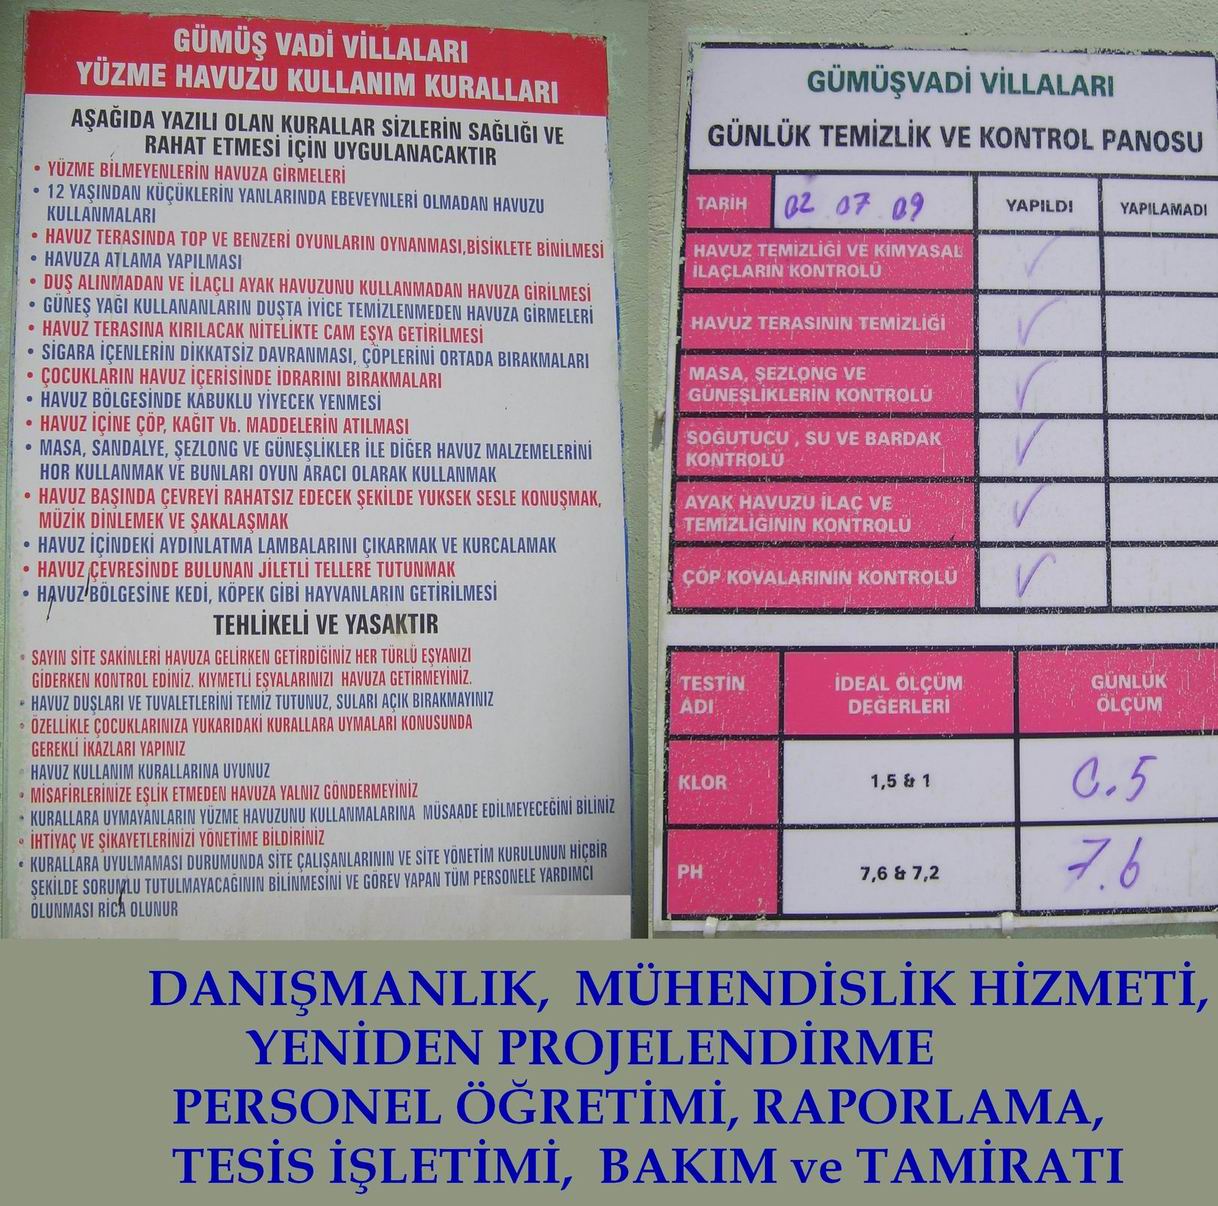 GÜMÜŞ VADİ VİLLALARI
YÜZME HAVUZU KULLANIM KURALLARI
AŞAĞIDA YAZILI OLAN KURALLAR SİZLERİN SAĞLIĞI VE
RAHAT ETMESİ İÇİN UYGULANACAKTIR
• YÜZME BİLMEYENLERİN HAVUZA GİRMELERİ
• 12 YAŞINDAN KÜÇÜKLERİN YANLARINDA EBEVEYNLERİ OLMADAN HAVUZU
KULLANMALARI
• HAVUZ TERASINDA TOP VE BENZERİ OYUNLARIN OYNANMASI,BİSİKLETE BİNİLMESİ
• HAVUZA ATLAMA YAPILMASI
• DUŞ ALINMADAN VE İLAÇLI AYAK HAVUZUNU KULLANMADAN HAVUZA GİRİLMESİ
• GÜNEŞ YAĞI KULLANANLARIN DUŞTA İYİCE TEMİZLENMEDEN HAVUZA GİRMELERİ
• HAVUZ TERASINA KIRILACAK NİTELİKTE CAM EŞYA GETİRİLMESİ
• SİGARA İÇENLERİN DİKKATSİZ DAVRANMASI, ÇÖPLERİNİ ORTADA BIRAKMALARI
• ÇOCUKLARIN HAVUZ İÇERİSİNDE İDRARINI BIRAKMALARI
• HAVUZ BÖLGESİNDE KABUKLU YİYECEK YENMESİ
• HAVUZ İÇİNE ÇÖP, KAĞIT Vb. MADDELERİN ATILMASI
• MASA, SANDALYE, ŞEZLONG VE GÜNEŞLİKLER İLE DİĞER HAVUZ MALZEMELERİNİ
HOR KULLANMAK VE BUNLARI OYUN ARACI OLARAK KULLANMAK
• HAVUZ BAŞINDA ÇEVREYİ RAHATSIZ EDECEK ŞEKİLDE YUKSEK SESLE KONUŞMAK,
MÜZİK DİNLEMEK VE ŞAKALAŞMAK
• HAVUZ İÇİNDEKİ AYDINLATMA LAMBALARINI ÇIKARMAK VE KURCALAMAK
• HAVUZ ÇEVRESİNDE BULUNAN JİLETLİ TELLERE TUTUNMAK
• HAVUZ BÖLGESİNE KEDİ, KÖPEK GİBİ HAYVANLARIN GETİRİLMESİ
TEHLİKELİ VE YASAKTIR
• SAYIN SİTE SAKİNLERİ HAVUZA GELİRKEN GETİRDİĞİNİZ HER TÜRLÜ EŞYANIZI
GİDERKEN KONTROL EDİNİZ. KIYMETLİ EŞYALARINIZI HAVUZA GETİRMEYİNİZ.
• HAVUZ DUŞLARI VE TUVALETLERİNİ TEMİZ TUTUNUZ, SULARI AÇIK BIRAKMAYINIZ
• ÖZELLİKLE ÇOCUKLARINIZA YUKARIDAKİ KURALLARA UYMALARI KONUSUNDA
GEREKLİ İKAZLARI YAPINIZ
• HAVUZ KULLANIM KURALLARINA UYUNUZ
• MİSAFİRLERİNİZE EŞLİK ETMEDEN HAVUZA YALNIZ GÖNDERMEYİNİZ
• KURALLARA UYMAYANLARIN YÜZME HAVUZUNU KULLANMALARINA MÜSAADE EDİLMEYECEĞİNİ BİLİNİZ
• İHTİYAÇ VE ŞİKAYETLERİNİZİ YÖNETİME BİLDİRİNİZ
• KURALLARA UYULMAMASI DURUMUNDA SİTE ÇALIŞANLARININ VE SİTE YÖNETİM KURULUNUN HİÇBİR
ŞEKİLDE SORUMLU TUTULMAYACAĞININ BİLİNMESİNİ VE GÖREV YAPAN TÜM PERSONELE YARDIMCI
OLUNMASI RİCA OLUNUR
GÜMÜŞVADİ VİLLALARI
GÜNLÜK TEMİZLİK VE KONTROL PANOSU
TARİH 02 07 09 YAPILDI YAPILAMADI
HAVUZ TEMİZLİĞİ VE KİMYASAL
İLAÇLARIN KONTROLÜ ✓
HAVUZ TERASININ TEMİZLİĞİ ✓
MASA, ŞEZLONG VE
GÜNEŞLİKLERİN KONTROLÜ ✓
SOĞUTUCU , SU VE BARDAK
KONTROLÜ ✓
AYAK HAVUZU İLAÇ VE
TEMİZLİĞİNİN KONTROLÜ ✓
ÇÖP KOVALARININ KONTROLÜ ✓
TESTİN
ADI
İDEAL ÖLÇÜM
DEĞERLERİ
GÜNLÜK
ÖLÇÜM
KLOR 1,5 & 1 0.5
PH 7,6 & 7,2 7.6
DANIŞMANLIK, MÜHENDİSLİK HİZMETİ,
YENİDEN PROJELENDİRME
PERSONEL ÖĞRETİMİ, RAPORLAMA,
TESİS İŞLETİMİ, BAKIM ve TAMİRATI